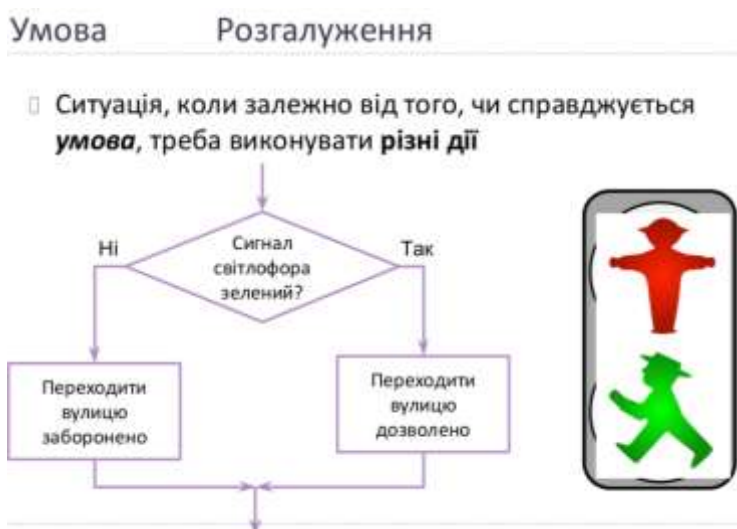 Умова Розгалуження
Ситуація, коли залежно від того, чи справджується
умова, треба виконувати різні дії
Ні
Сигнал
світлофора
зелений?
Так
Переходити
вулицю
заборонено
Переходити
вулицю
дозволено